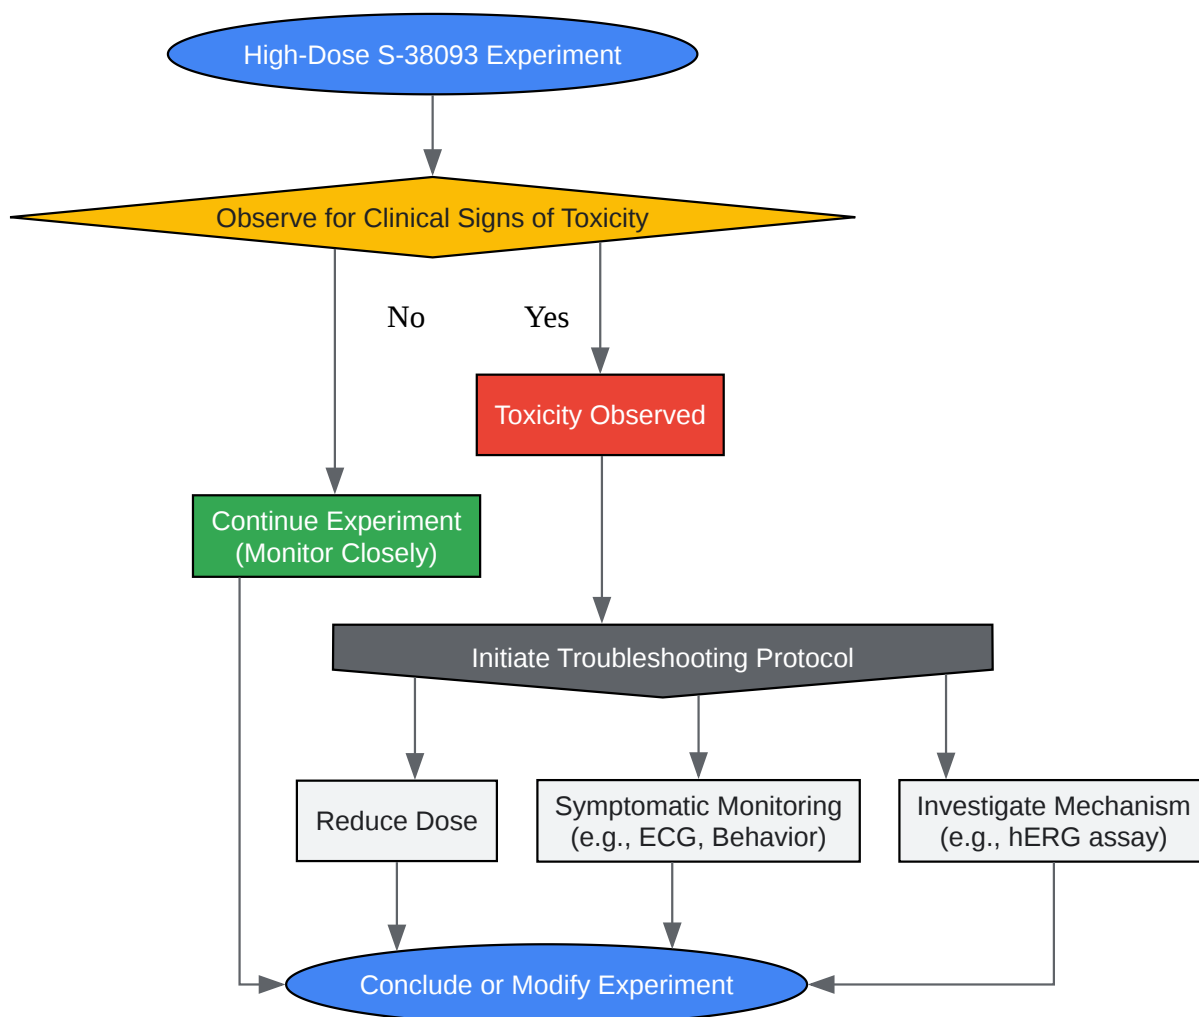 High-Dose S-38093 Experiment
Observe for Clinical Signs of Toxicity
No
Yes
Toxicity Observed
Continue Experiment
(Monitor Closely)
Initiate Troubleshooting Protocol
Reduce Dose
Symptomatic Monitoring
(e.g., ECG, Behavior)
Investigate Mechanism
(e.g., hERG assay)
Conclude or Modify Experiment